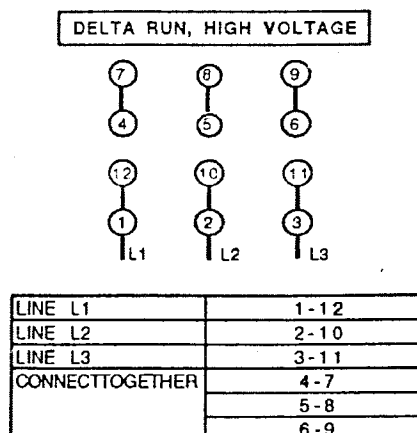 DELTA RUN, HIGH VOLTAGE
7 8 9
4 5 6
12 10 11
1 2 3
L1 L2 L3
LINE L1 1-12
LINE L2 2-10
LINE L3 3-11
CONNECTTOGETHER 4-7
5-8
6-9